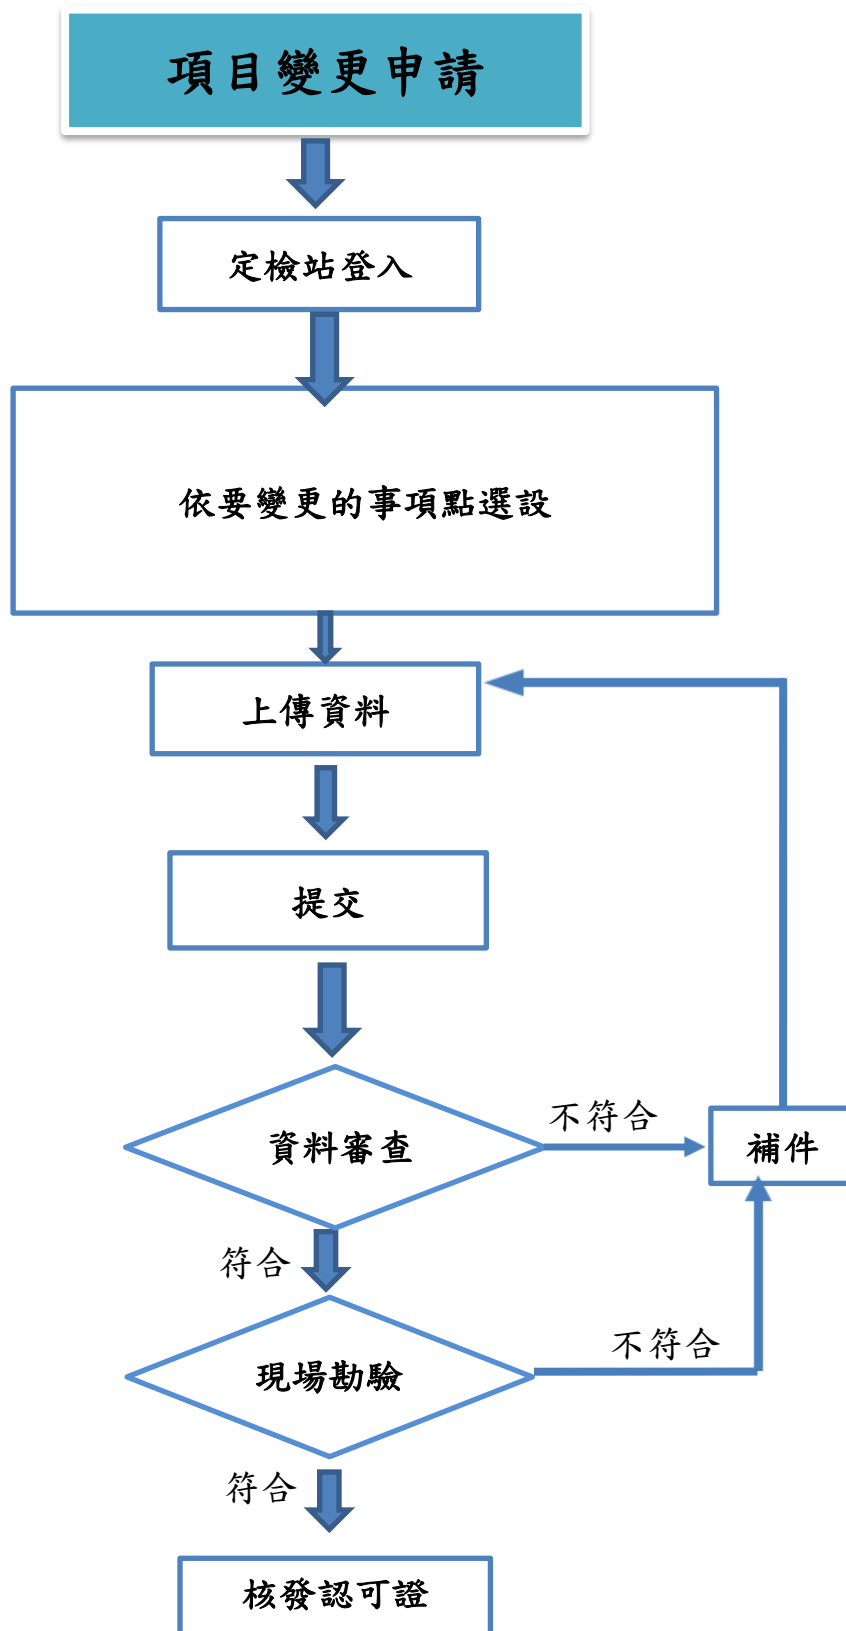 項目變更申請
定檢站登入
依要變更的事項點選設
上傳資料
提交
資料審查
不符合
補件
符合
現場勘驗
不符合
符合
核發認可證